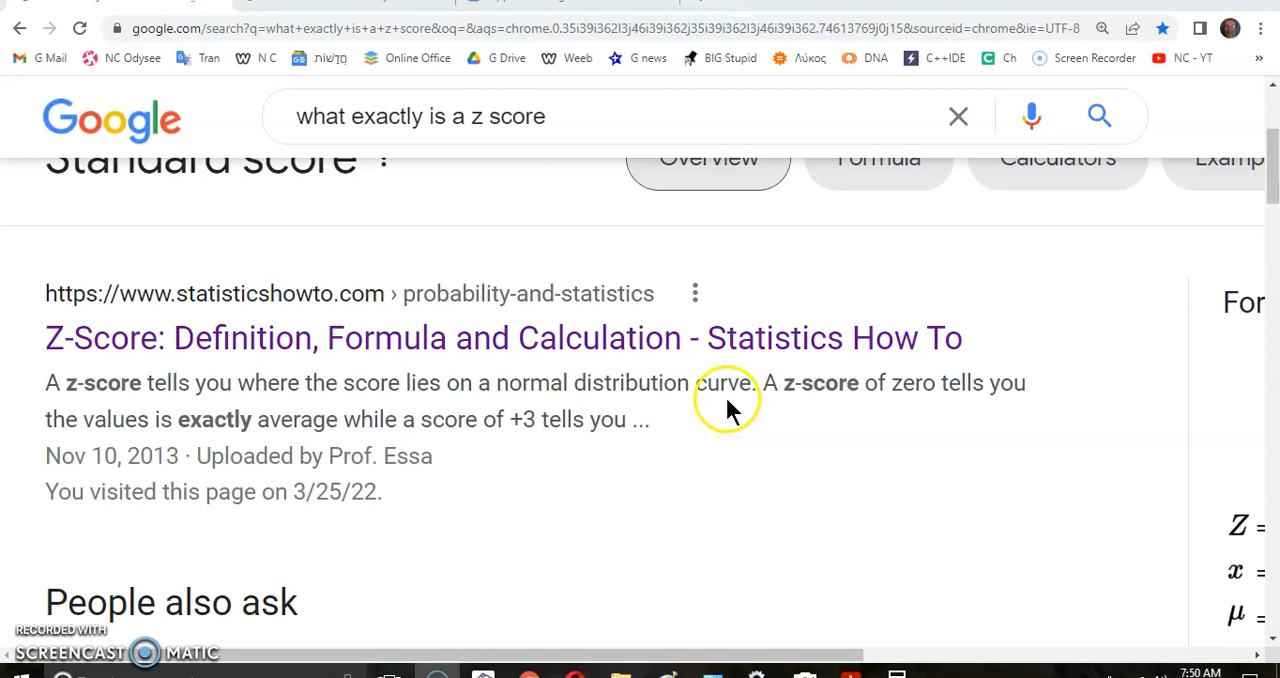 google.com/search?q=what+exactly+is+a+z+score&oq=&aqs=chrome.0.35i39i362l3j46i39i362j35i39i362l3j46i39i362.74613769j0j15&sourceid=chrome&ie=UTF-8
G Mail NC Odysee Tra N C חֲדָשׁוֹת Online Office G Drive Weeb G news BIG Stupid Λύκος DNA C++IDE Ch Screen Recorder NC - YT »
Google what exactly is a z score
Standard score Overview Formula Calculators Examp
https://www.statisticshowto.com › probability-and-statistics
Z-Score: Definition, Formula and Calculation - Statistics How To
A z-score tells you where the score lies on a normal distribution curve. A z-score of zero tells you
the values is exactly average while a score of +3 tells you ...
Nov 10, 2013 · Uploaded by Prof. Essa
You visited this page on 3/25/22.
For
Z =
x =
μ =
People also ask
RECORDED WITH
SCREENCAST MATIC
7:50 AM